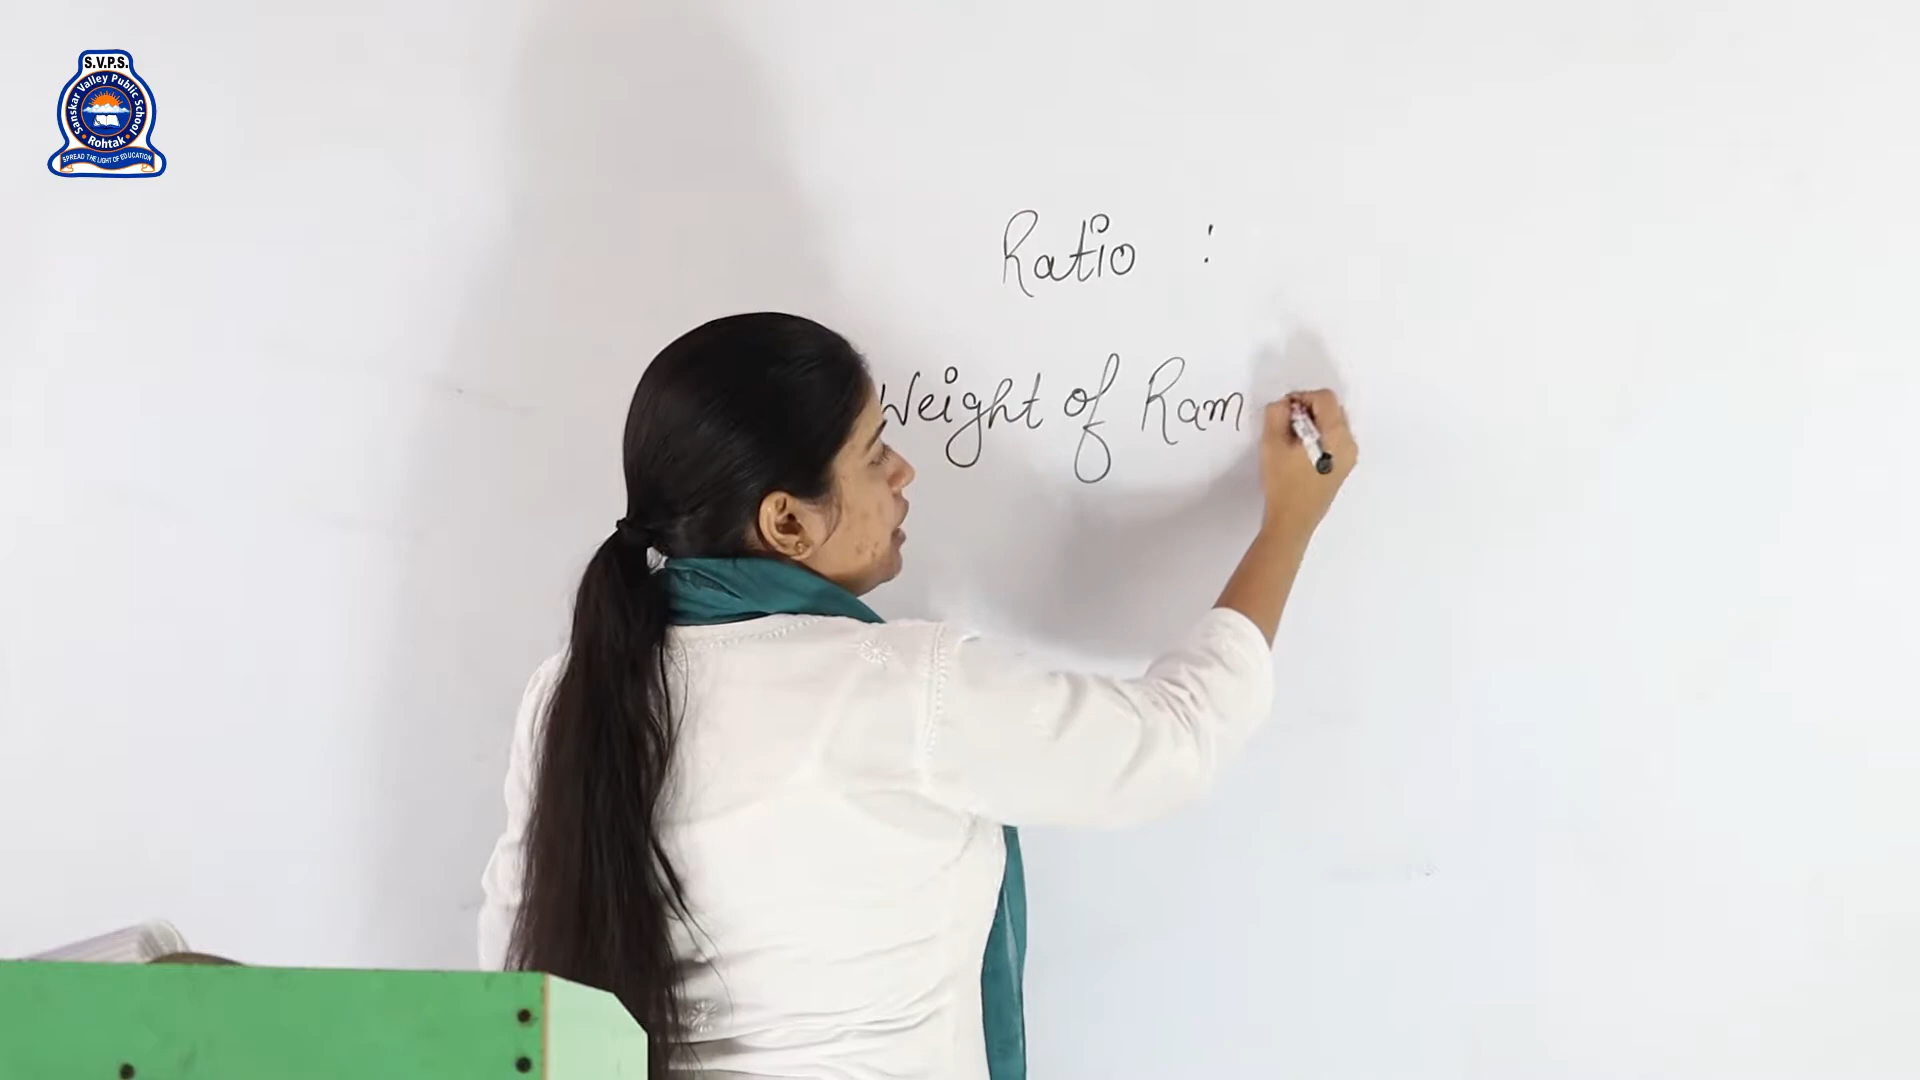 S.V.P.S.
Sanskar Valley Public School
Rohtak
SPREAD THE LIGHT OF EDUCATION
Ratio :
Weight of Ram